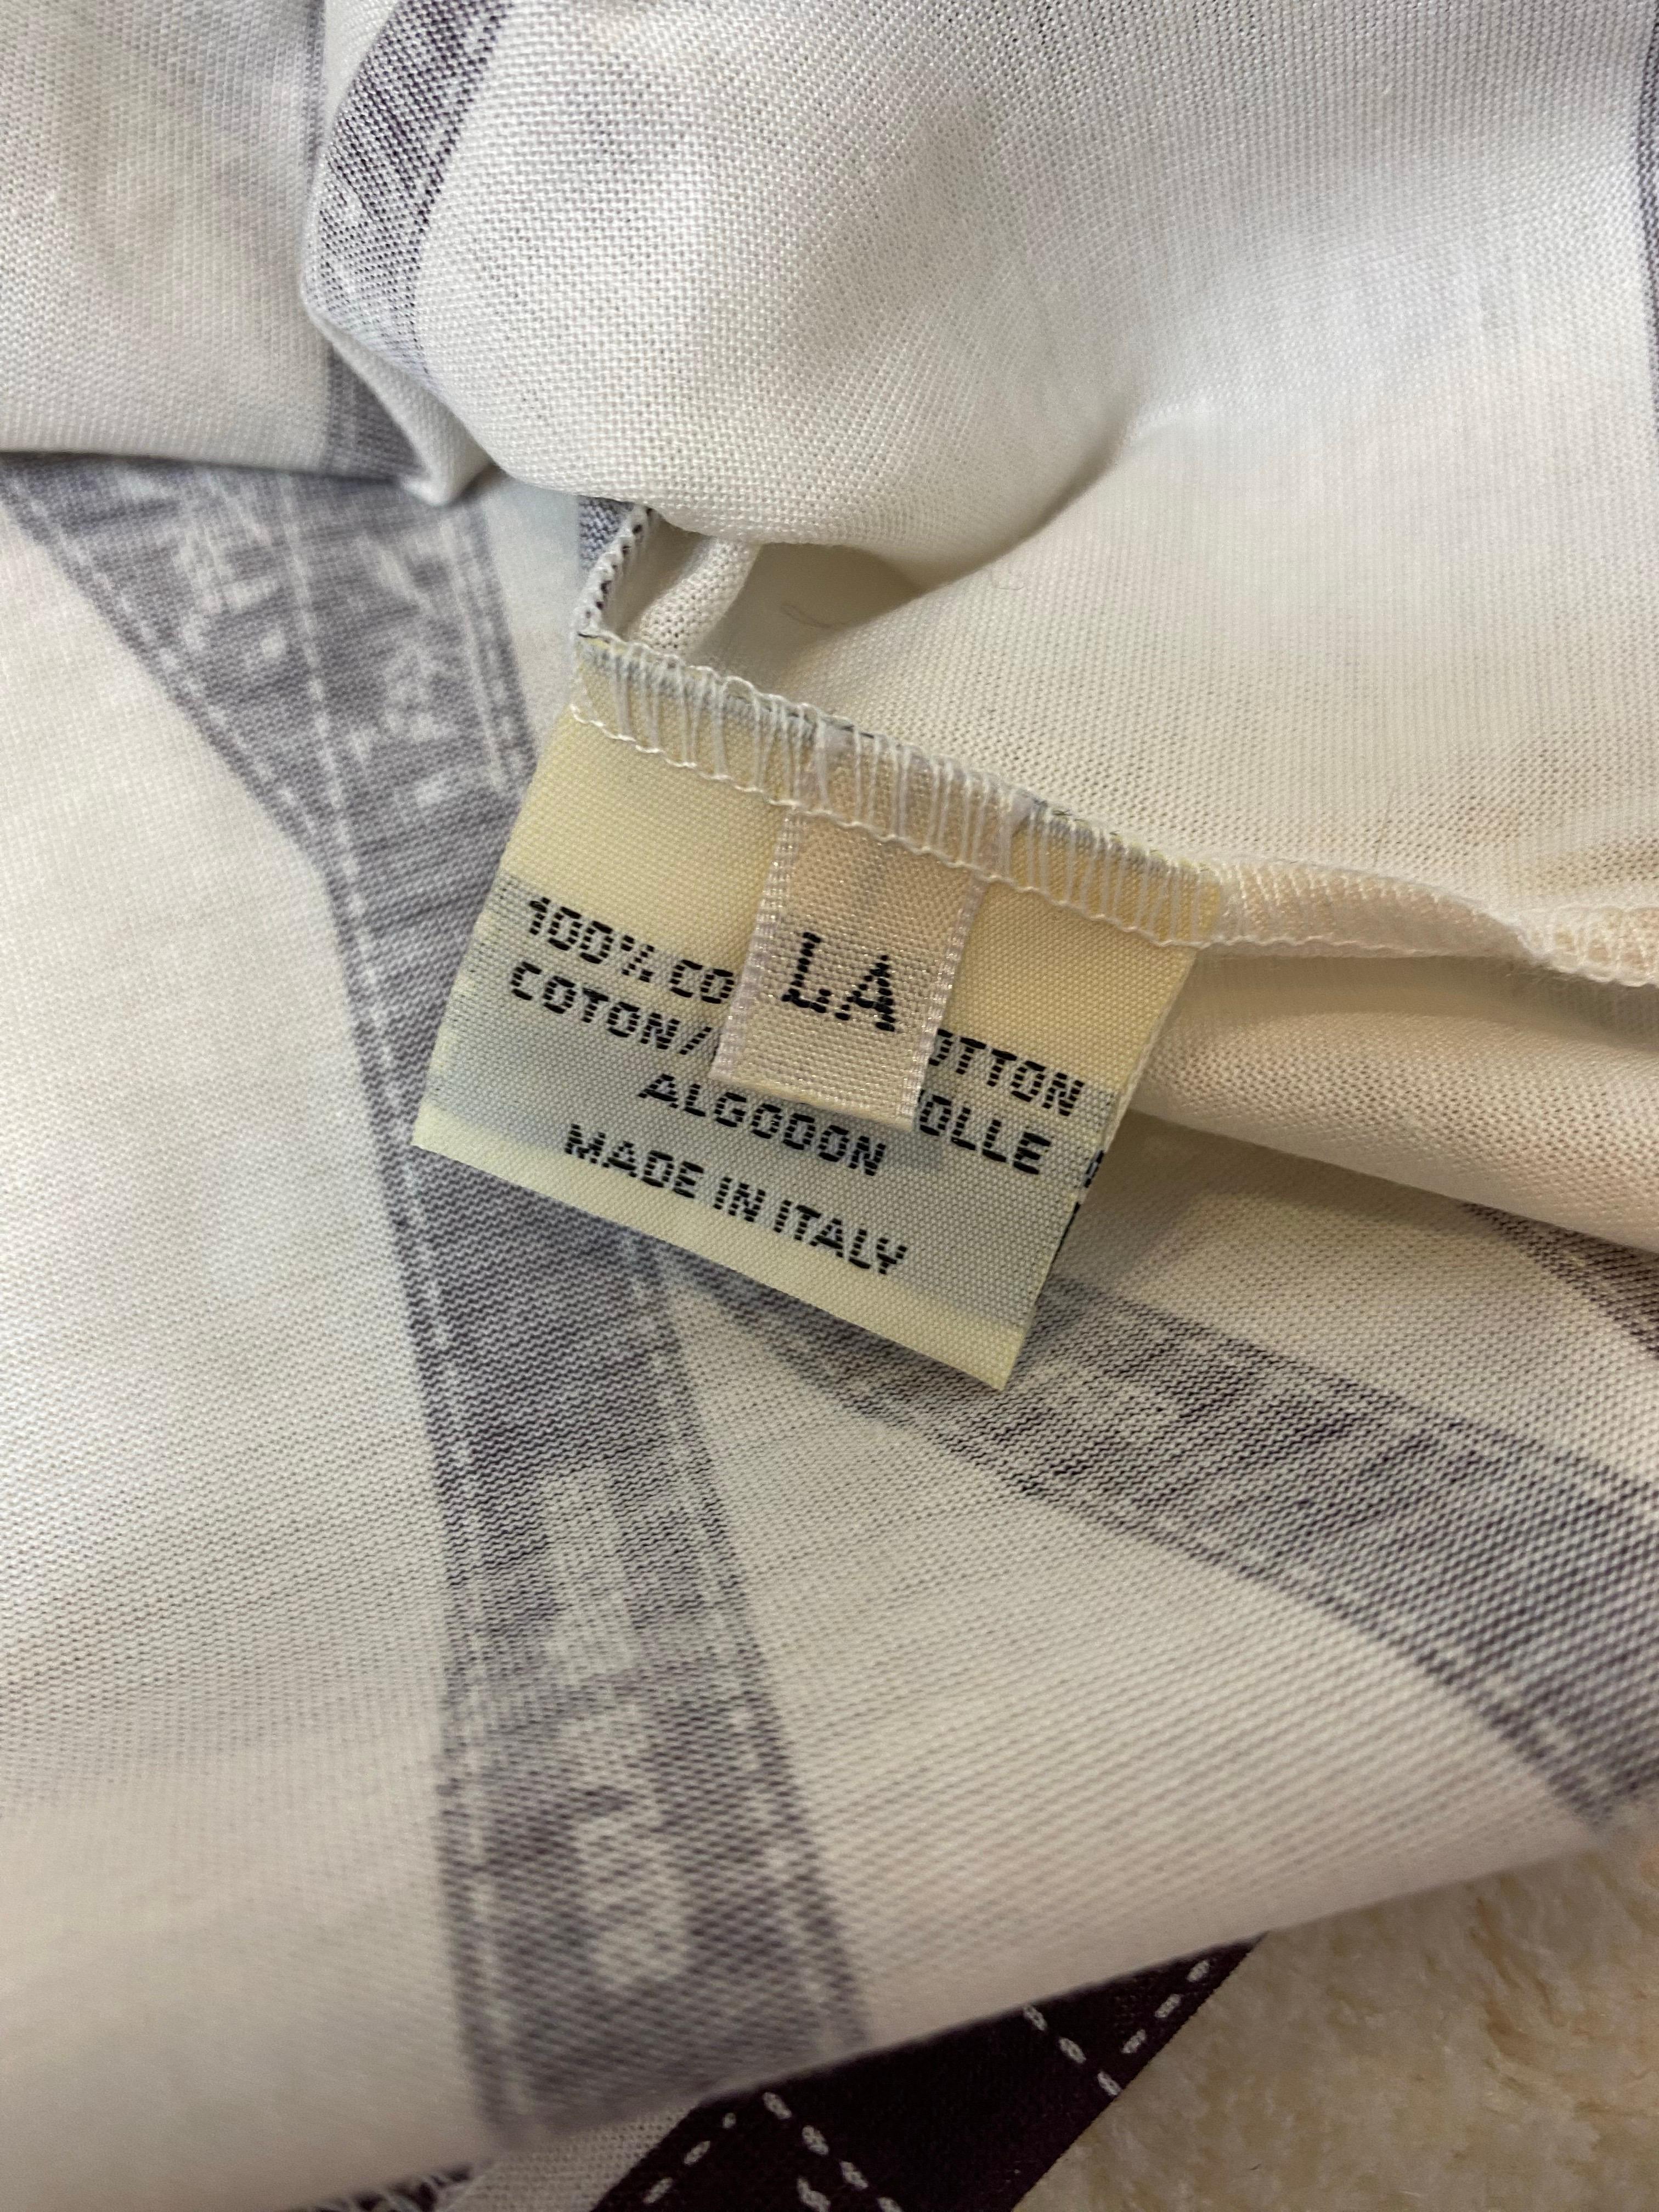 LA
100% CO OTTON
COTON/ OLLE
ALGODON
MADE IN ITALY